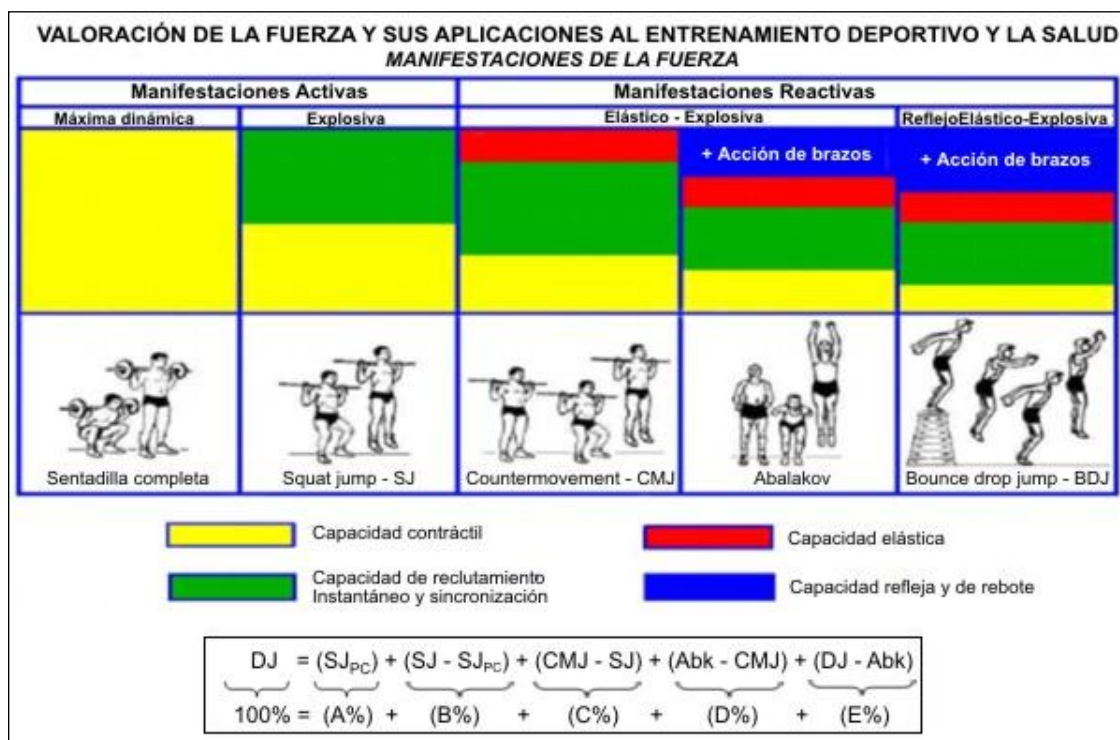 VALORACIÓN DE LA FUERZA Y SUS APLICACIONES AL ENTRENAMIENTO DEPORTIVO Y LA SALUD
MANIFESTACIONES DE LA FUERZA
Manifestaciones Activas
Manifestaciones Reactivas
Máxima dinámica
Explosiva
Elástico - Explosiva
ReflejoElástico-Explosiva
+ Acción de brazos
+ Acción de brazos
Sentadilla completa
Squat jump - SJ
Countermovement - CMJ
Abalakov
Bounce drop jump - BDJ
Capacidad contráctil
Capacidad elástica
Capacidad de reclutamiento
Instantáneo y sincronización
Capacidad refleja y de rebote
DJ = (SJPC) + (SJ - SJPC) + (CMJ - SJ) + (Abk - CMJ) + (DJ - Abk)
100% = (A%) + (B%) + (C%) + (D%) + (E%)